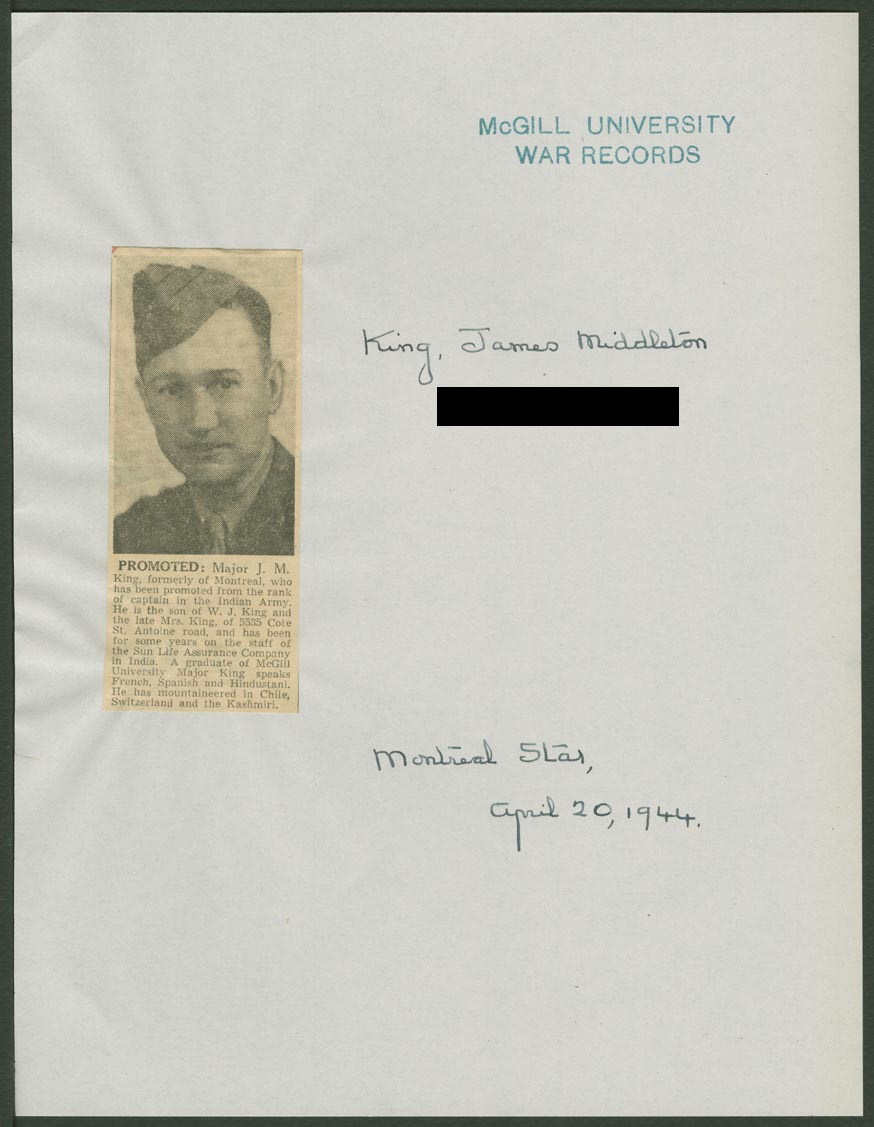 McGILL UNIVERSITY
WAR RECORDS
King, James Middleton
PROMOTED: Major J. M.
King, formerly of Montreal, who
has been promoted from the rank
of captain in the Indian Army.
He is the son of W. J. King and
the late Mrs. King, of 5535 Cote
St. Antoine road, and has been
for some years on the staff of
the Sun Life Assurance Company
in India. A graduate of McGill
University Major King speaks
French, Spanish and Hindustani.
He has mountaineered in Chile,
Switzerland and the Kashmiri.
Montreal Star,
April 20, 1944.